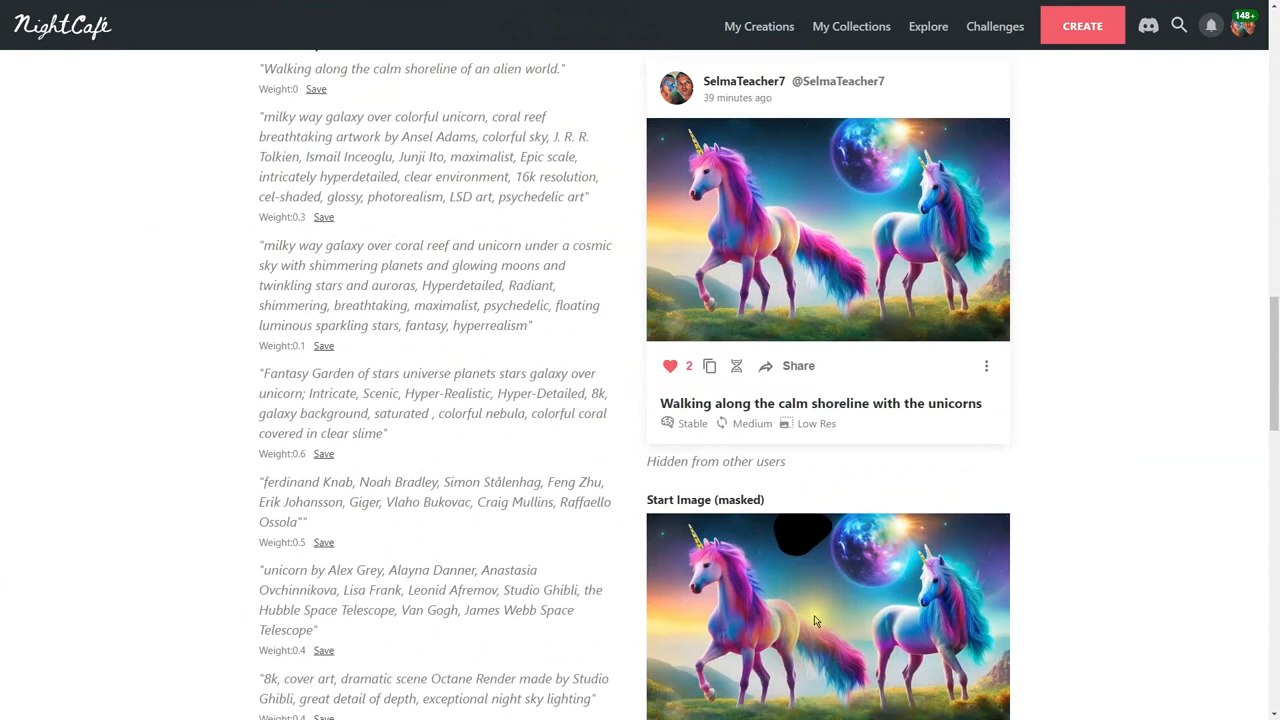 NightCafé
My Creations
My Collections
Explore
Challenges
CREATE
148+
"Walking along the calm shoreline of an alien world."
Weight:0 Save
"milky way galaxy over colorful unicorn, coral reef
breathtaking artwork by Ansel Adams, colorful sky, J. R. R.
Tolkien, Ismail Inceoglu, Junji Ito, maximalist, Epic scale,
intricately hyperdetailed, clear environment, 16k resolution,
cel-shaded, glossy, photorealism, LSD art, psychedelic art"
Weight:0.3 Save
"milky way galaxy over coral reef and unicorn under a cosmic
sky with shimmering planets and glowing moons and
twinkling stars and auroras, Hyperdetailed, Radiant,
shimmering, breathtaking, maximalist, psychedelic, floating
luminous sparkling stars, fantasy, hyperrealism"
Weight:0.1 Save
"Fantasy Garden of stars universe planets stars galaxy over
unicorn; Intricate, Scenic, Hyper-Realistic, Hyper-Detailed, 8k,
galaxy background, saturated , colorful nebula, colorful coral
covered in clear slime"
Weight:0.6 Save
"ferdinand Knab, Noah Bradley, Simon Stålenhag, Feng Zhu,
Erik Johansson, Giger, Vlaho Bukovac, Craig Mullins, Raffaello
Ossola""
Weight:0.5 Save
"unicorn by Alex Grey, Alayna Danner, Anastasia
Ovchinnikova, Lisa Frank, Leonid Afremov, Studio Ghibli, the
Hubble Space Telescope, Van Gogh, James Webb Space
Telescope"
Weight:0.4 Save
"8k, cover art, dramatic scene Octane Render made by Studio
Ghibli, great detail of depth, exceptional night sky lighting"
Weight:0.4 Save
SelmaTeacher7 @SelmaTeacher7
39 minutes ago
2 Share
Walking along the calm shoreline with the unicorns
Stable Medium Low Res
Hidden from other users
Start Image (masked)